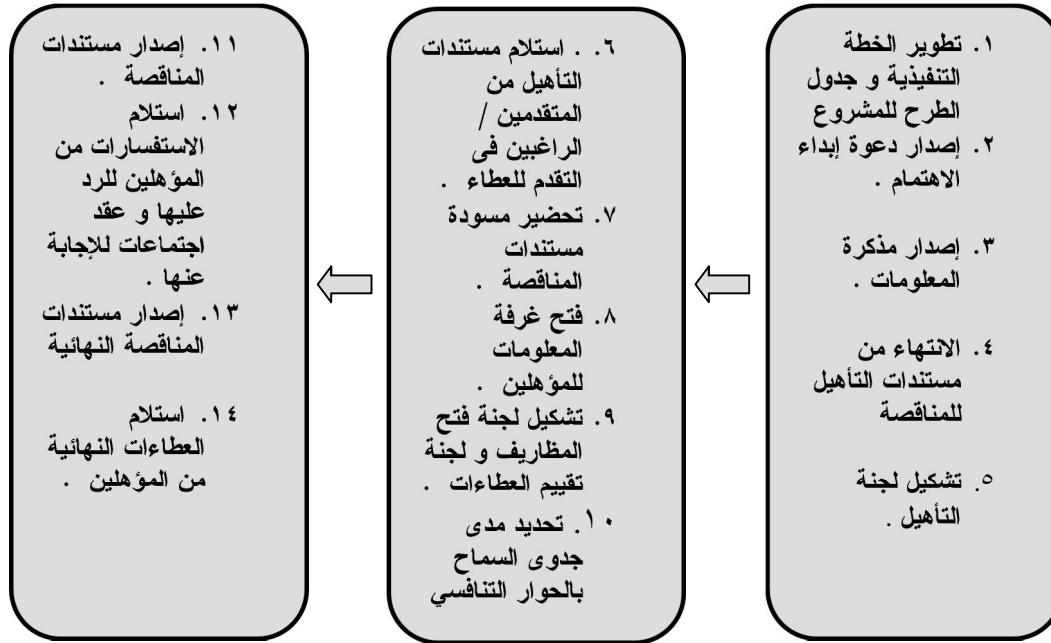 ١. تطوير الخطة
التنفيذية و جدول
الطرح للمشروع
٢. إصدار دعوة إبداء
الاهتمام .
٣. إصدار مذكرة
المعلومات .
٤. الانتهاء من
مستندات التأهيل
للمناقصة
٥. تشكيل لجنة
التأهيل .
٦. . استلام مستندات
التأهيل من
المتقدمين /
الراغبين فى
التقدم للعطاء .
٧. تحضير مسودة
مستندات
المناقصة .
٨. فتح غرفة
المعلومات
للمؤهلين .
٩. تشكيل لجنة فتح
المظاريف و لجنة
تقييم العطاءات .
١٠. تحديد مدى
جدوى السماح
بالحوار التنافسي
١١. إصدار مستندات
المناقصة .
١٢. استلام
الاستفسارات من
المؤهلين للرد
عليها و عقد
اجتماعات للإجابة
عنها .
١٣. إصدار مستندات
المناقصة النهائية
١٤. استلام
العطاءات النهائية
من المؤهلين .